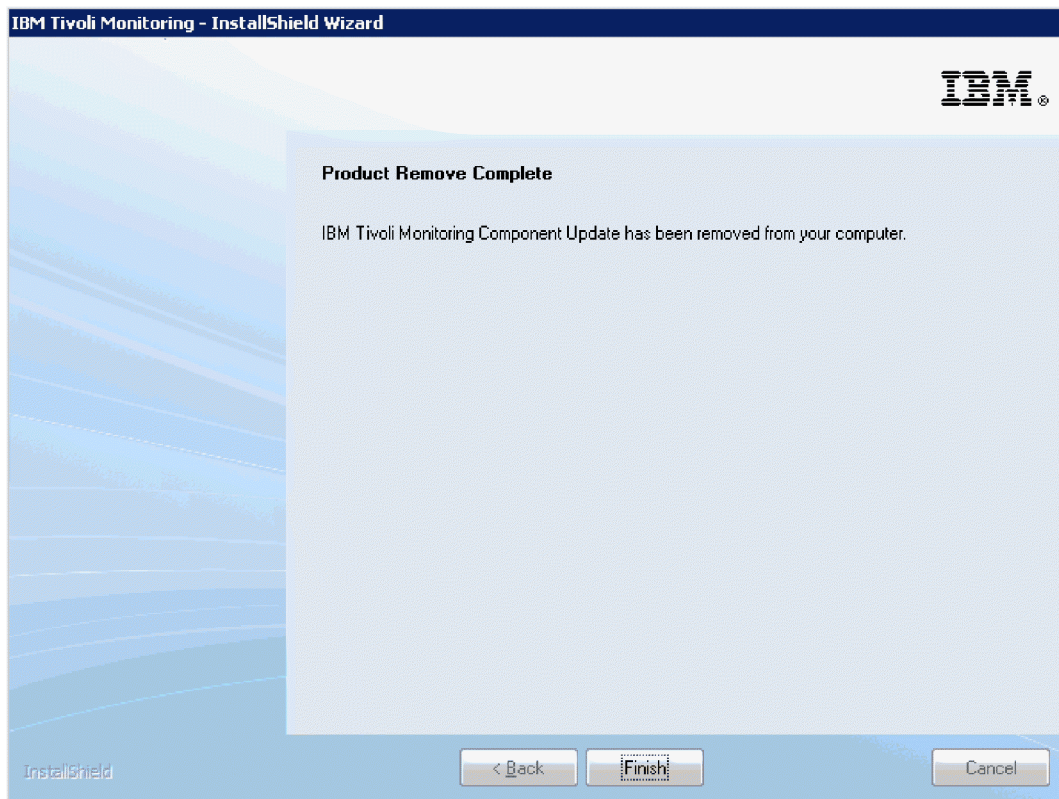 IBM Tivoli Monitoring - InstallShield Wizard
IBM®
Product Remove Complete
IBM Tivoli Monitoring Component Update has been removed from your computer.
InstallShield
< Back
Finish
Cancel